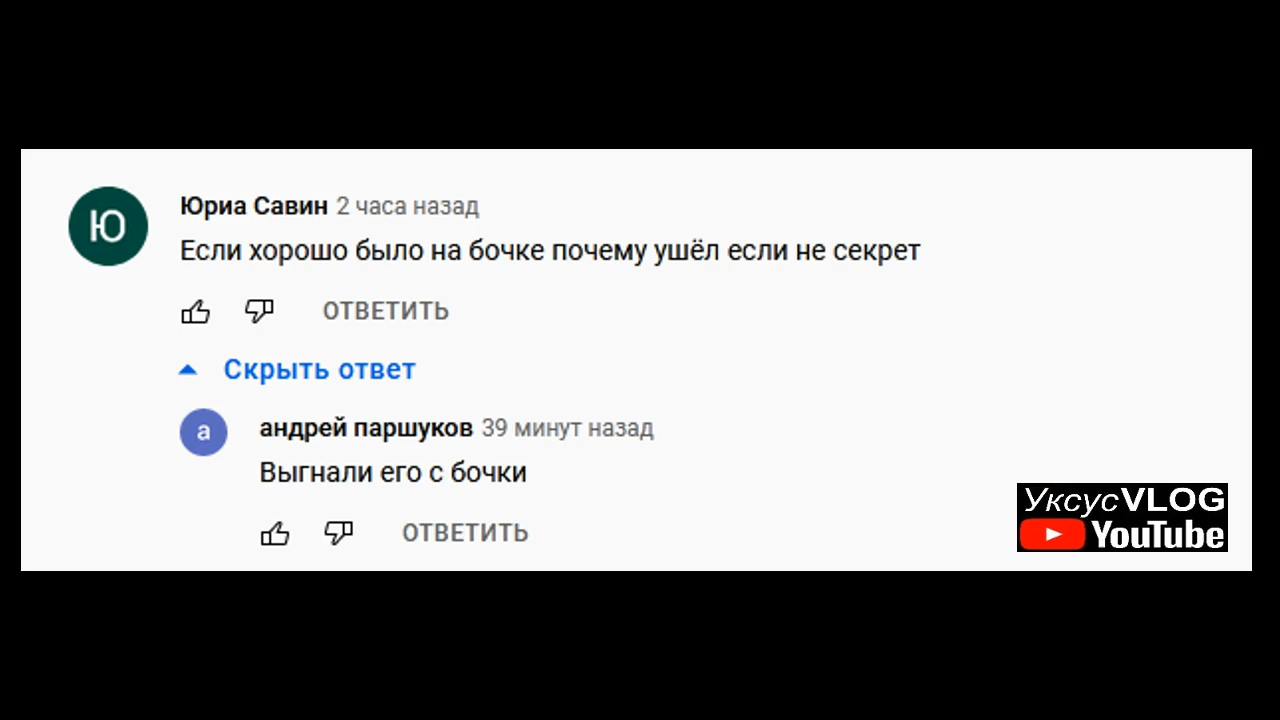 Ю
Юриа Савин 2 часа назад
Если хорошо было на бочке почему ушёл если не секрет
ОТВЕТИТЬ
Скрыть ответ
а
андрей паршуков 39 минут назад
Выгнали его с бочки
ОТВЕТИТЬ
УксусVLOG
YouTube